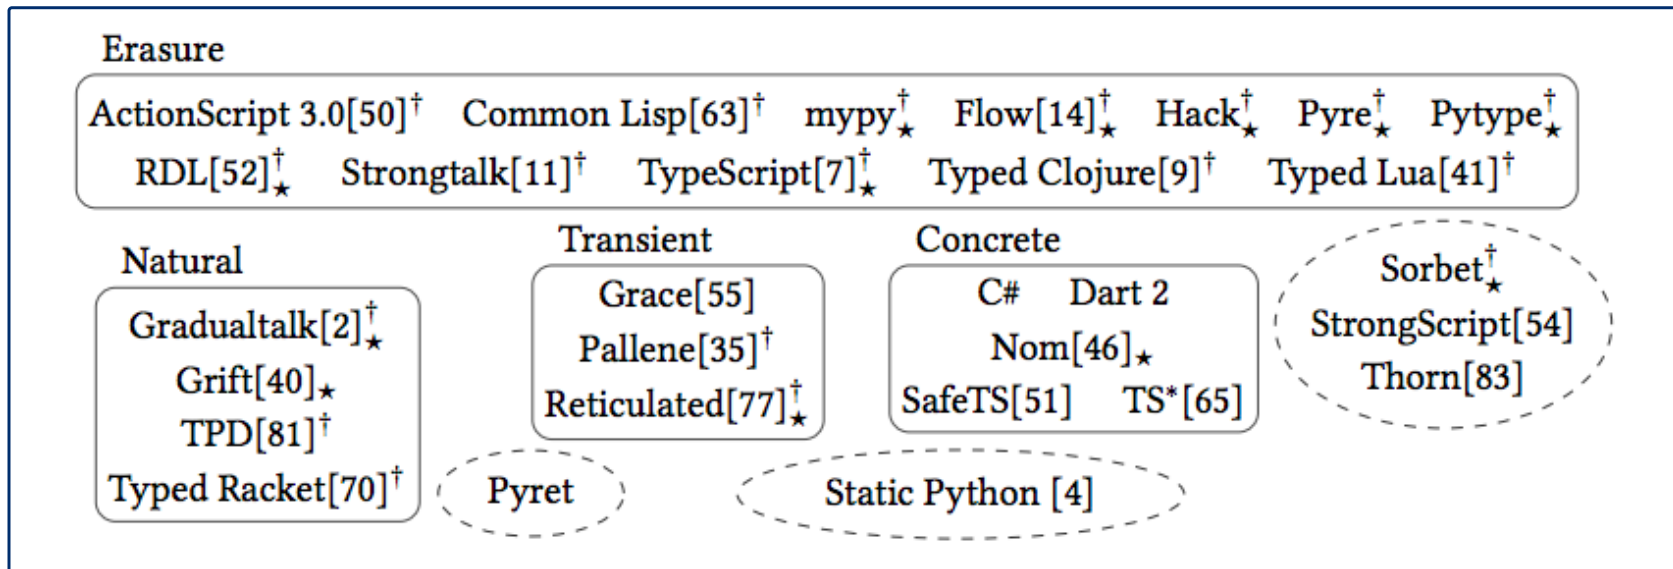 Erasure
ActionScript 3.0[50]† Common Lisp[63]† mypy†★ Flow[14]†★ Hack†★ Pyre†★ Pytype†★
RDL[52]†★ Strongtalk[11]† TypeScript[7]†★ Typed Clojure[9]† Typed Lua[41]†
Natural
Gradualtalk[2]†★
Grift[40]★
TPD[81]†
Typed Racket[70]†
Transient
Grace[55]
Pallene[35]†
Reticulated[77]†★
Concrete
C# Dart 2
Nom[46]★
SafeTS[51] TS*[65]
Sorbet†★
StrongScript[54]
Thorn[83]
Pyret
Static Python [4]